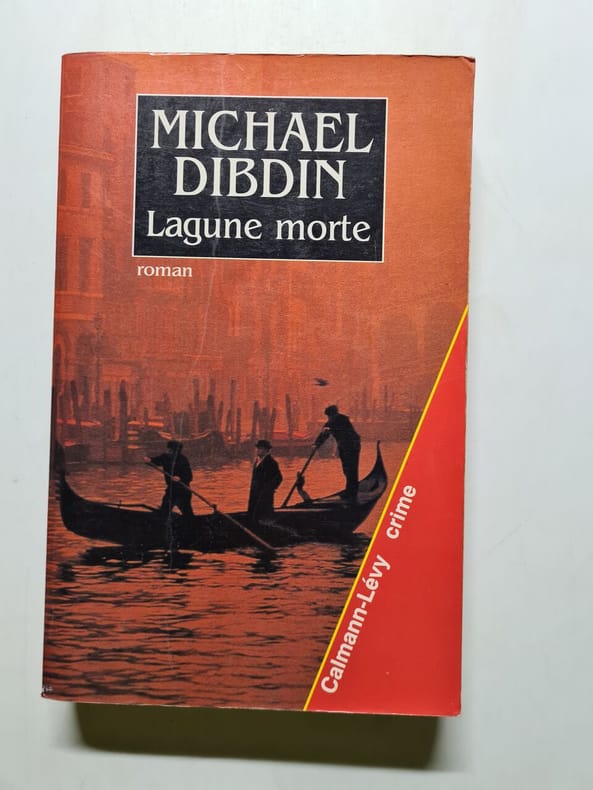 MICHAEL
DIBDIN
Lagune morte
roman
Calmann-Lévy crime